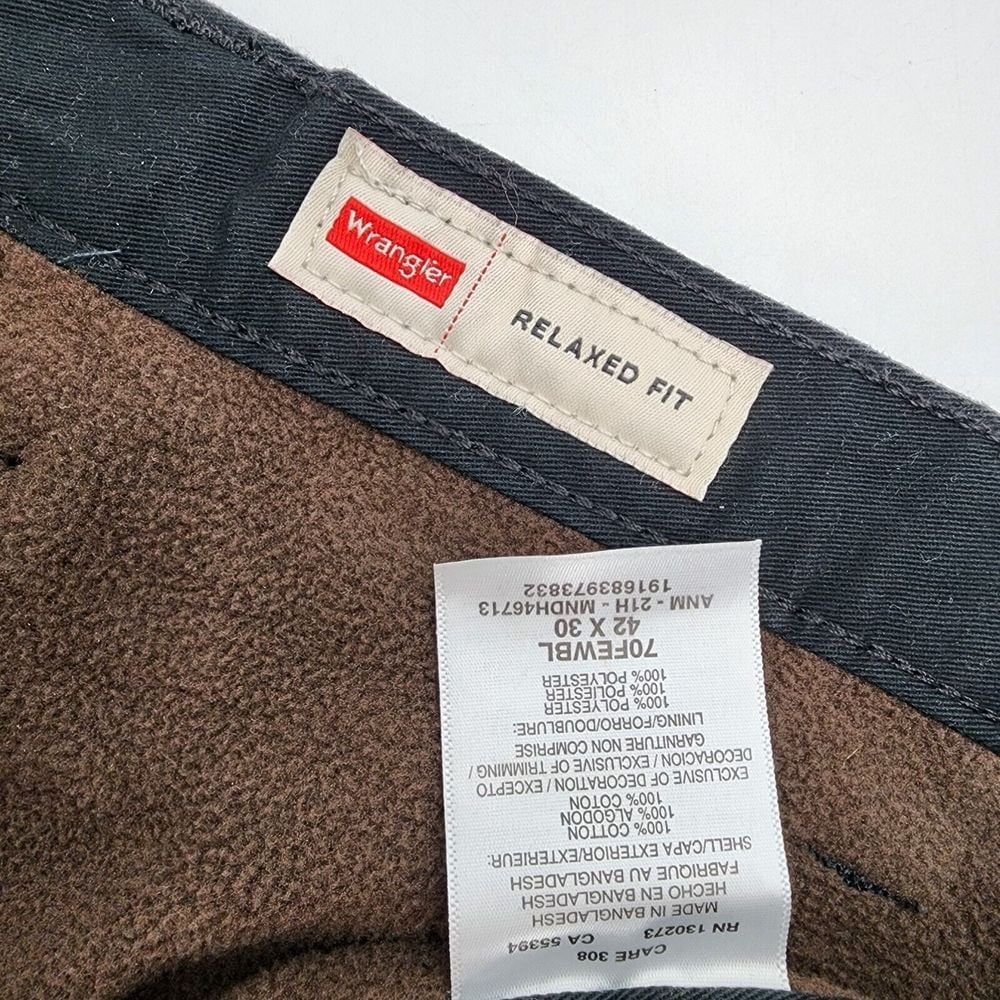 Wrangler
RELAXED FIT
CARE 308
RN 130273 CA 55394
MADE IN BANGLADESH
HECHO EN BANGLADESH
FABRIQUE AU BANGLADESH
SHELL/CAPA EXTERIOR/EXTERIEUR:
100% COTTON
100% ALGODON
100% COTON
EXCLUSIVE OF DECORATION / EXCEPTO
DECORACION / EXCLUSIVE OF TRIMMING /
GARNITURE NON COMPRISE
LINING/FORRO/DOUBLURE:
100% POLYESTER
100% POLIESTER
100% POLYESTER
70FEWBL
42 X 30
ANM - 21H - MNDH46713
191683973832